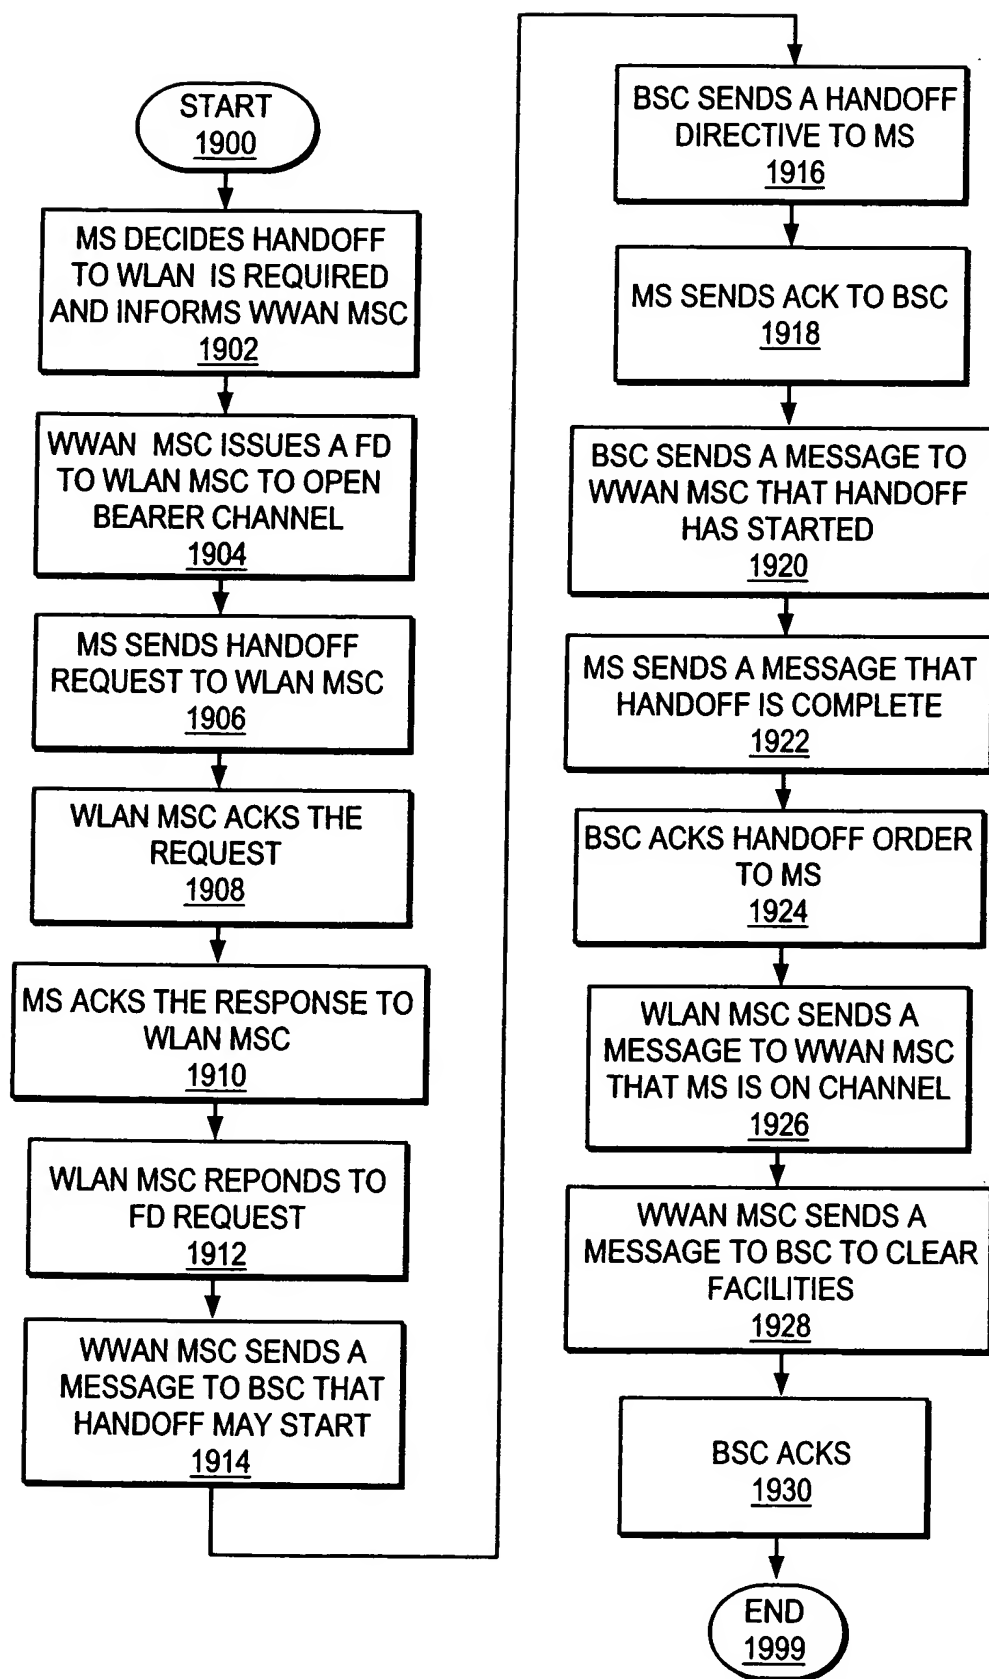 START
1900
MS DECIDES HANDOFF
TO WLAN IS REQUIRED
AND INFORMS WWAN MSC
1902
WWAN MSC ISSUES A FD
TO WLAN MSC TO OPEN
BEARER CHANNEL
1904
MS SENDS HANDOFF
REQUEST TO WLAN MSC
1906
WLAN MSC ACKS THE
REQUEST
1908
MS ACKS THE RESPONSE TO
WLAN MSC
1910
WLAN MSC REPONDS TO
FD REQUEST
1912
WWAN MSC SENDS A
MESSAGE TO BSC THAT
HANDOFF MAY START
1914
BSC SENDS A HANDOFF
DIRECTIVE TO MS
1916
MS SENDS ACK TO BSC
1918
BSC SENDS A MESSAGE TO
WWAN MSC THAT HANDOFF
HAS STARTED
1920
MS SENDS A MESSAGE THAT
HANDOFF IS COMPLETE
1922
BSC ACKS HANDOFF ORDER
TO MS
1924
WLAN MSC SENDS A
MESSAGE TO WWAN MSC
THAT MS IS ON CHANNEL
1926
WWAN MSC SENDS A
MESSAGE TO BSC TO CLEAR
FACILITIES
1928
BSC ACKS
1930
END
1999